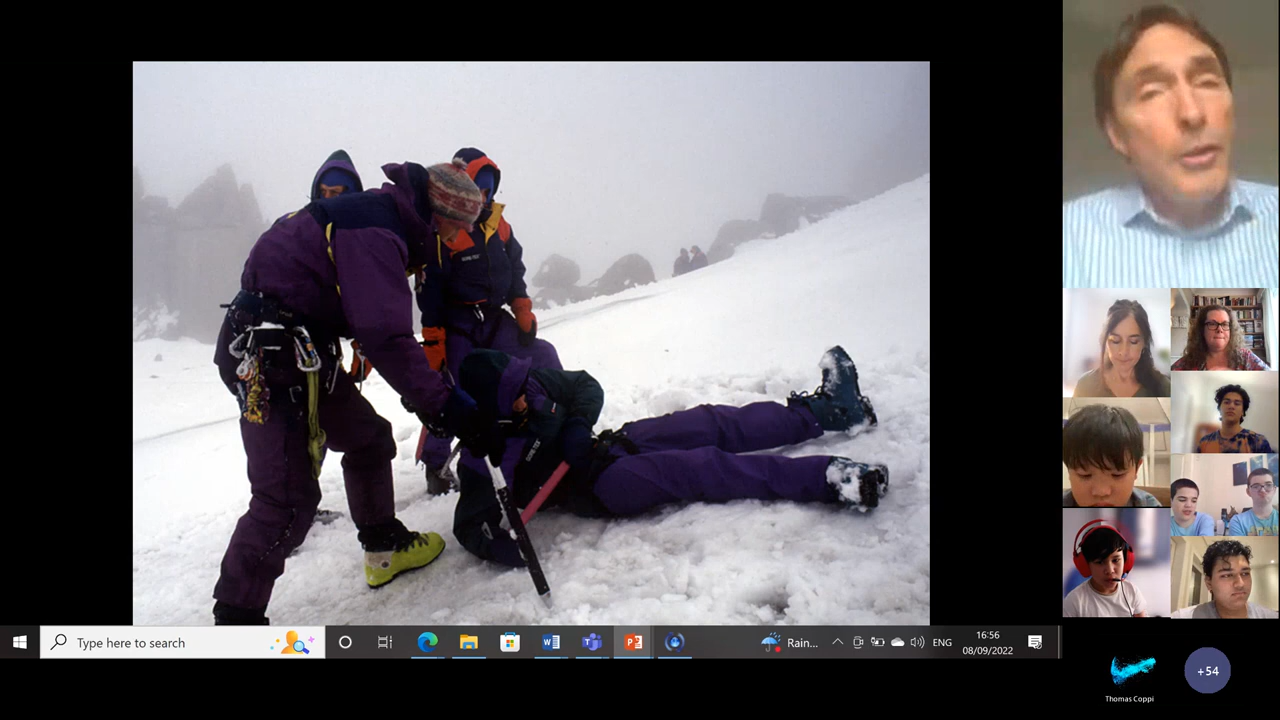 Type here to search
Rain...
ENG
16:56
08/09/2022
Thomas Coppi
+54